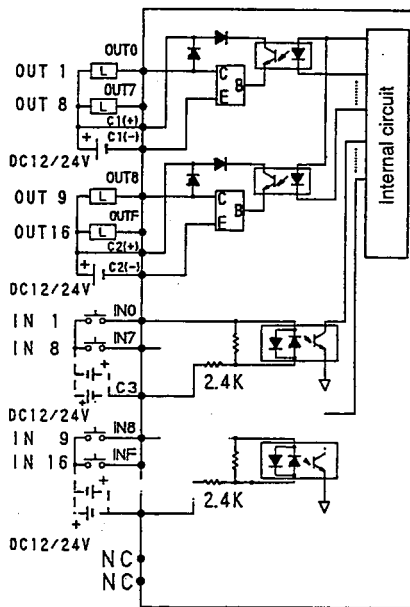 OUT0
OUT 1
L
C
B
E
OUT7
OUT 8
L
C1(+)
+
C1(-)
DC12/24V
Internal circuit
OUT8
OUT 9
L
C
B
E
OUTF
OUT16
L
C2(+)
+
C2(-)
DC12/24V
IN 1
IN0
IN 8
IN7
+
C3
+
2.4K
DC12/24V
IN 9
IN8
IN 16
INF
+
+
2.4K
DC12/24V
NC
NC